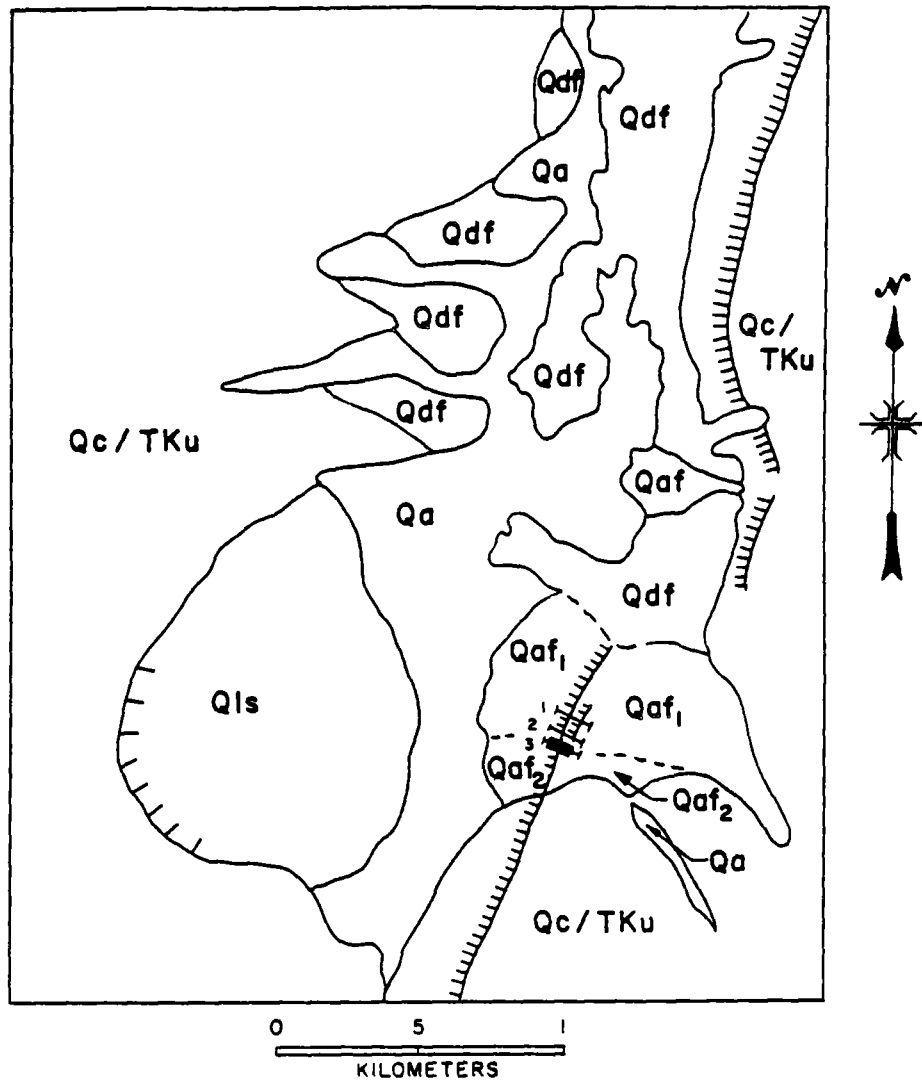 Qdf
Qdf
Qa
Qdf
N
Qdf
Qc/
TKu
Qdf
Qdf
Qc/TKu
Qaf
Qa
Qdf
Qaf1
Qls
Qaf1
1
2
3
Qaf2
Qaf2
Qa
Qc/TKu
0 5 1
KILOMETERS